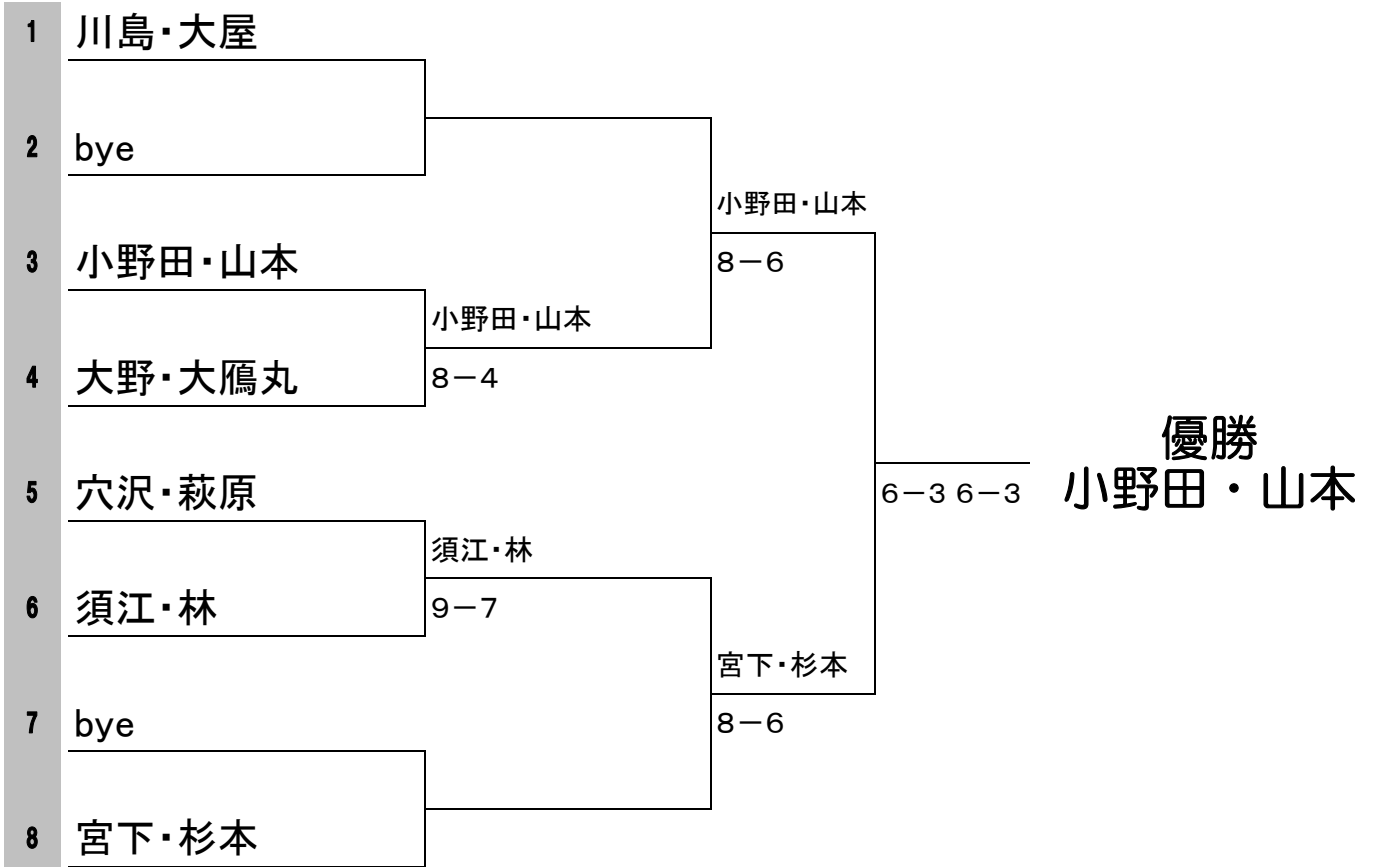 1 川島・大屋
2 bye
小野田・山本
3 小野田・山本
8－6
小野田・山本
4 大野・大鴈丸
8－4
優勝
5 穴沢・萩原
6－3 6－3
小野田・山本
須江・林
6 須江・林
9－7
宮下・杉本
7 bye
8－6
8 宮下・杉本